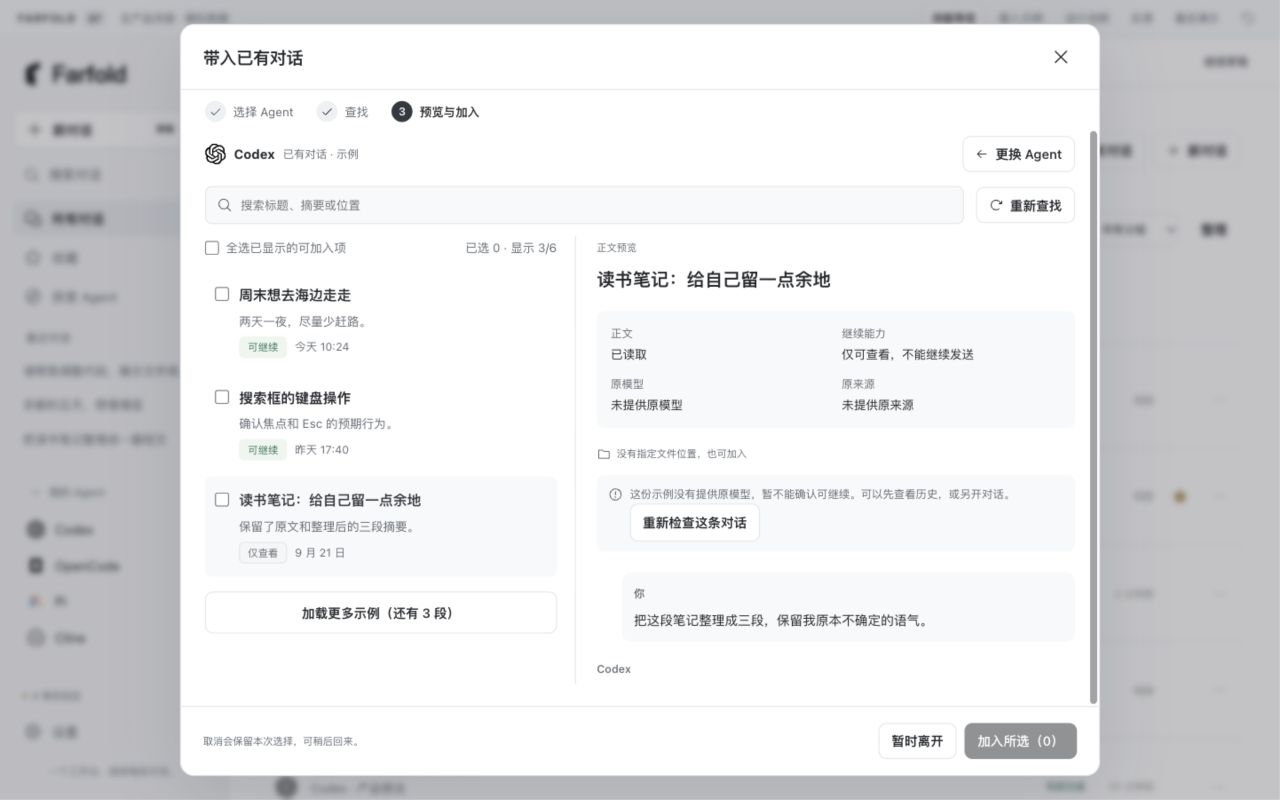 带入已有对话
选择 Agent
查找
3 预览与加入
Codex 已有对话 · 示例
更换 Agent
搜索标题、摘要或位置
重新查找
全选已显示的可加入项
已选 0 · 显示 3/6
周末想去海边走走
两天一夜，尽量少赶路。
可继续 今天 10:24
搜索框的键盘操作
确认焦点和 Esc 的预期行为。
可继续 昨天 17:40
读书笔记：给自己留一点余地
保留了原文和整理后的三段摘要。
仅查看 9 月 21 日
加载更多示例（还有 3 段）
正文预览
读书笔记：给自己留一点余地
正文
已读取
继续能力
仅可查看，不能继续发送
原模型
未提供原模型
原来源
未提供原来源
没有指定文件位置，也可加入
这份示例没有提供原模型，暂不能确认可继续。可以先查看历史，或另开对话。
重新检查这条对话
你
把这段笔记整理成三段，保留我原本不确定的语气。
Codex
取消会保留本次选择，可稍后回来。
暂时离开
加入所选（0）
Farfold
Codex
OpenCode